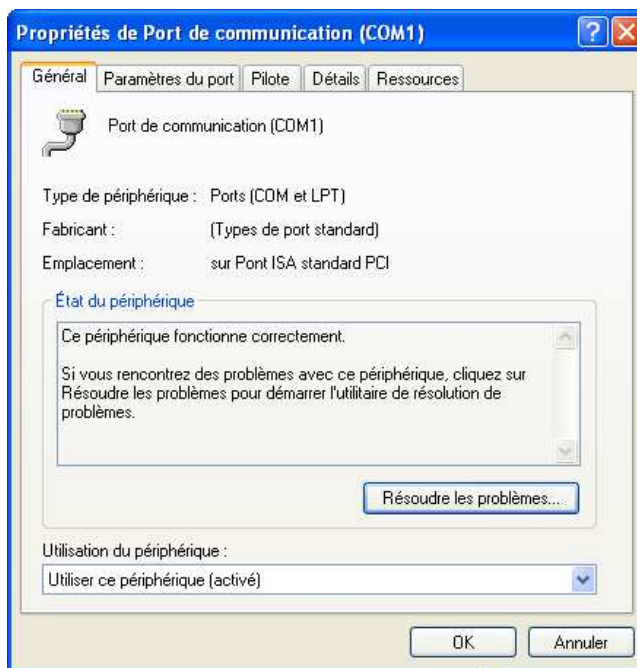 Propriétés de Port de communication (COM1)
Général Paramètres du port Pilote Détails Ressources
Port de communication (COM1)
Type de périphérique : Ports (COM et LPT)
Fabricant : (Types de port standard)
Emplacement : sur Pont ISA standard PCI
État du périphérique
Ce périphérique fonctionne correctement.
Si vous rencontrez des problèmes avec ce périphérique, cliquez sur
Résoudre les problèmes pour démarrer l'utilitaire de résolution de
problèmes.
Résoudre les problèmes...
Utilisation du périphérique :
Utiliser ce périphérique (activé)
OK Annuler